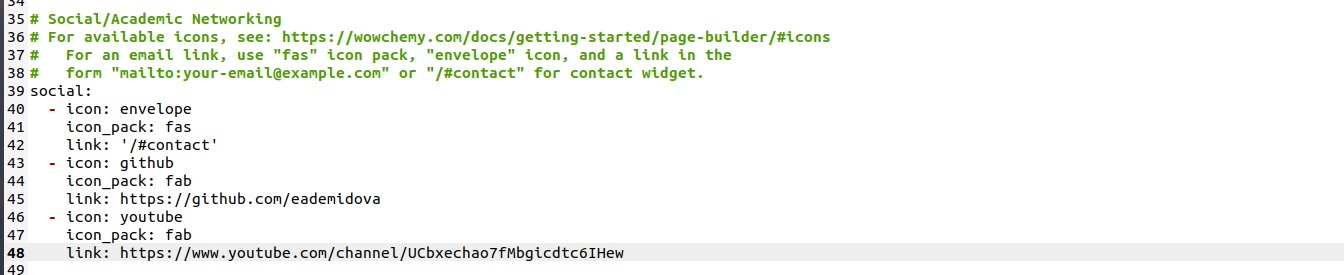 34
35 # Social/Academic Networking
36 # For available icons, see: https://wowchemy.com/docs/getting-started/page-builder/#icons
37 #   For an email link, use "fas" icon pack, "envelope" icon, and a link in the
38 #   form "mailto:your-email@example.com" or "/#contact" for contact widget.
39 social:
40   - icon: envelope
41     icon_pack: fas
42     link: '/#contact'
43   - icon: github
44     icon_pack: fab
45     link: https://github.com/eademidova
46   - icon: youtube
47     icon_pack: fab
48     link: https://www.youtube.com/channel/UCbxechao7fMbgicdtc6IHew
49